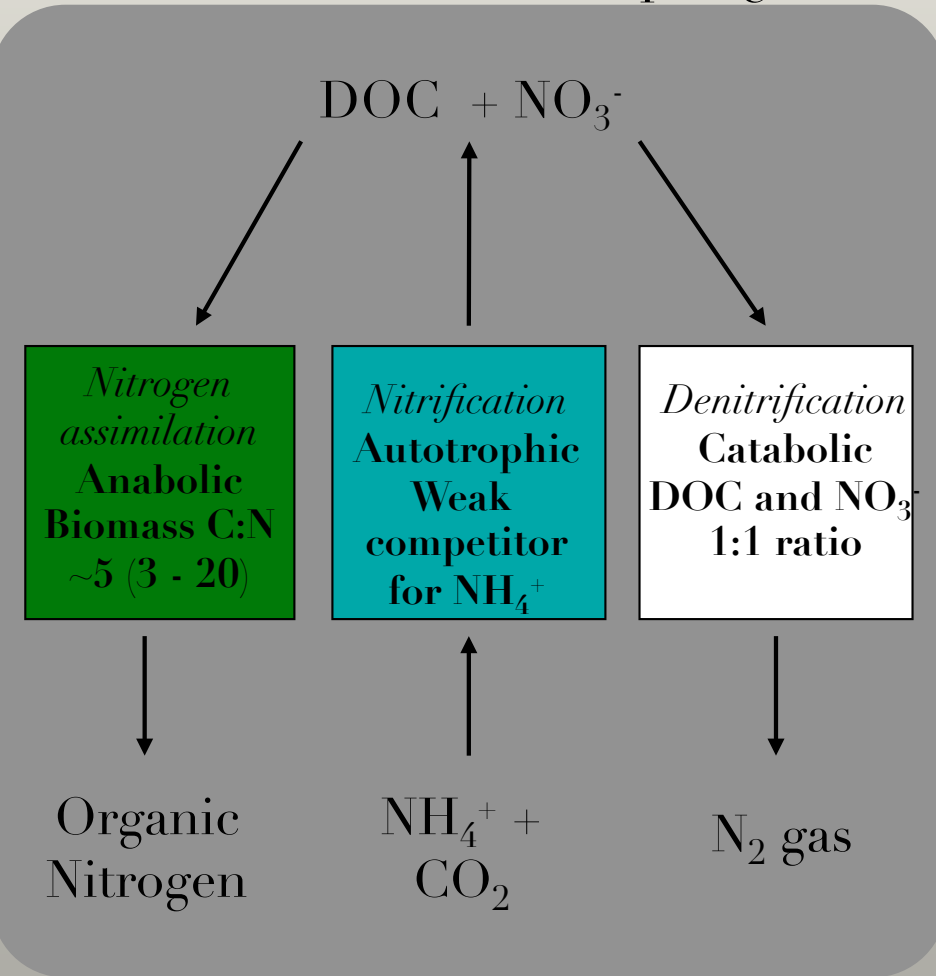 DOC + NO₃⁻
Nitrogen
assimilation
Anabolic
Biomass C:N
~5 (3 - 20)
Nitrification
Autotrophic
Weak
competitor
for NH₄⁺
Denitrification
Catabolic
DOC and NO₃⁻
1:1 ratio
Organic
Nitrogen
NH₄⁺ +
CO₂
N₂ gas